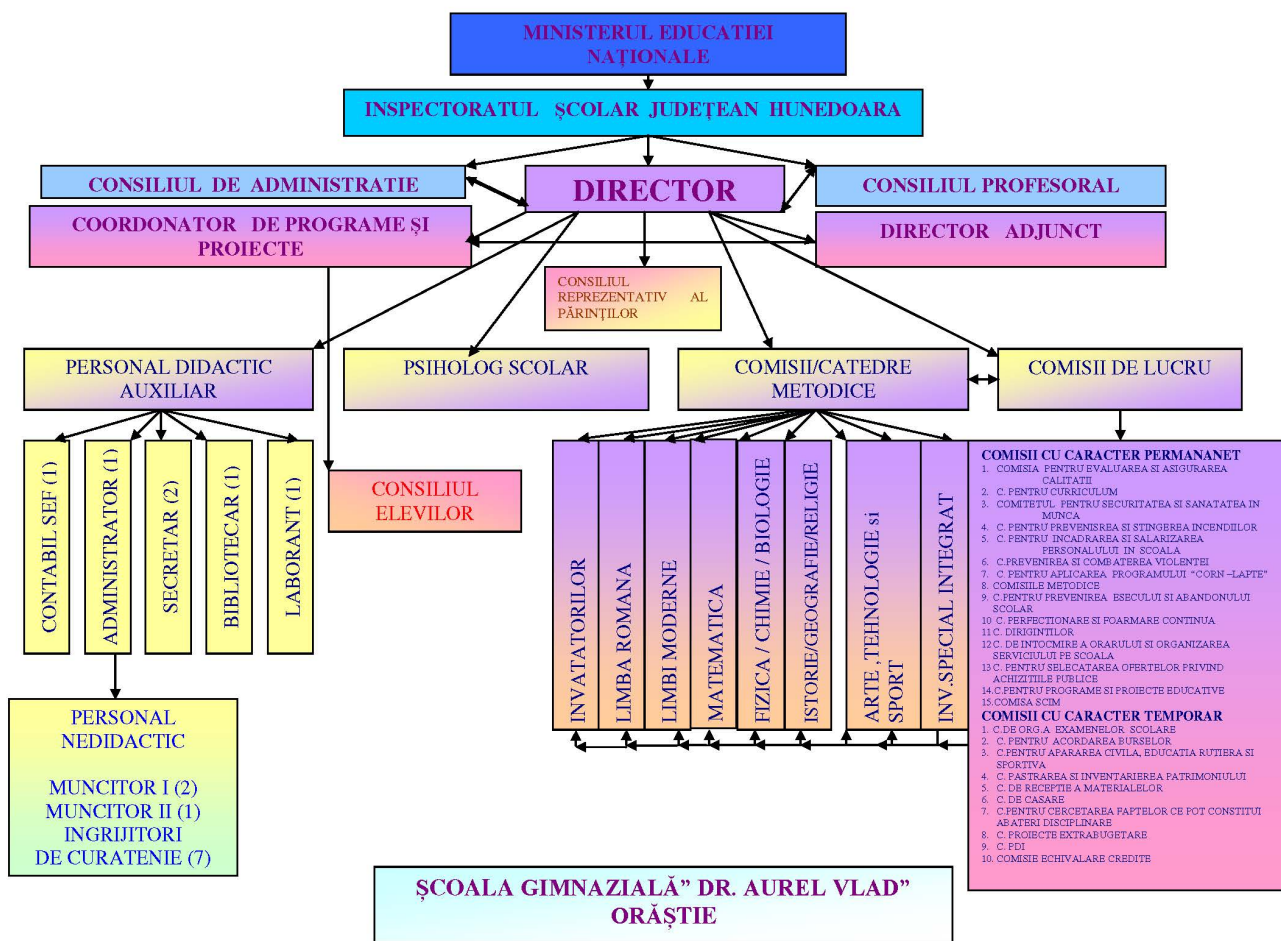 MINISTERUL EDUCATIEI
NAȚIONALE
INSPECTORATUL ȘCOLAR JUDEȚEAN HUNEDOARA
CONSILIUL DE ADMINISTRATIE
DIRECTOR
CONSILIUL PROFESORAL
COORDONATOR DE PROGRAME ȘI
PROIECTE
DIRECTOR ADJUNCT
CONSILIUL
REPREZENTATIV AL
PĂRINŢILOR
PERSONAL DIDACTIC
AUXILIAR
PSIHOLOG SCOLAR
COMISII/CATEDRE
METODICE
COMISII DE LUCRU
CONTABIL SEF (1)
ADMINISTRATOR (1)
SECRETAR (2)
BIBLIOTECAR (1)
LABORANT (1)
CONSILIUL
ELEVILOR
INVATATORILOR
LIMBA ROMANA
LIMBI MODERNE
MATEMATICA
FIZICA / CHIMIE / BIOLOGIE
ISTORIE/GEOGRAFIE/RELIGIE
ARTE ,TEHNOLOGIE si
SPORT
INV.SPECIAL INTEGRAT
COMISII CU CARACTER PERMANANET
1. COMISIA PENTRU EVALUAREA SI ASIGURAREA
CALITATII
2. C. PENTRU CURRICULUM
3. COMITETUL PENTRU SECURITATEA SI SANATATEA IN
MUNCA
4. C. PENTRU PREVENISREA SI STINGEREA INCENDIILOR
5. C. PENTRU INCADRAREA SI SALARIZAREA
PERSONALULUI IN SCOALA
6. C.PREVENIREA SI COMBATEREA VIOLENTEI
7. C. PENTRU APLICAREA PROGRAMULUI "CORN –LAPTE"
8. COMISIILE METODICE
9. C.PENTRU PREVENIREA ESECULUI SI ABANDONULUI
SCOLAR
10 C. PERFECTIONARE SI FOARMARE CONTINUA
11 C. DIRIGINTILOR
12 C. DE INTOCMIRE A ORARULUI SI ORGANIZAREA
SERVICIULUI PE SCOALA
13 C. PENTRU SELECATAREA OFERTELOR PRIVIND
ACHIZITIILE PUBLICE
14.C.PENTRU PROGRAME SI PROIECTE EDUCATIVE
15.COMISA SCIM
COMISII CU CARACTER TEMPORAR
1. C.DE ORG.A EXAMENELOR SCOLARE
2. C. PENTRU ACORDAREA BURSELOR
3. C.PENTRU APARAREA CIVILA, EDUCATIA RUTIERA SI
SPORTIVA
4. C. PASTRAREA SI INVENTARIEREA PATRIMONIULUI
5. C. DE RECEPTIE A MATERIALELOR
6. C. DE CASARE
7. C.PENTRU CERCETAREA FAPTELOR CE POT CONSTITUI
ABATERI DISCIPLINARE
8. C. PROIECTE EXTRABUGETARE
9. C. PDI
10. COMISIE ECHIVALARE CREDITE
PERSONAL
NEDIDACTIC
MUNCITOR I (2)
MUNCITOR II (1)
INGRIJITORI
DE CURATENIE (7)
ȘCOALA GIMNAZIALĂ” DR. AUREL VLAD”
ORĂȘTIE